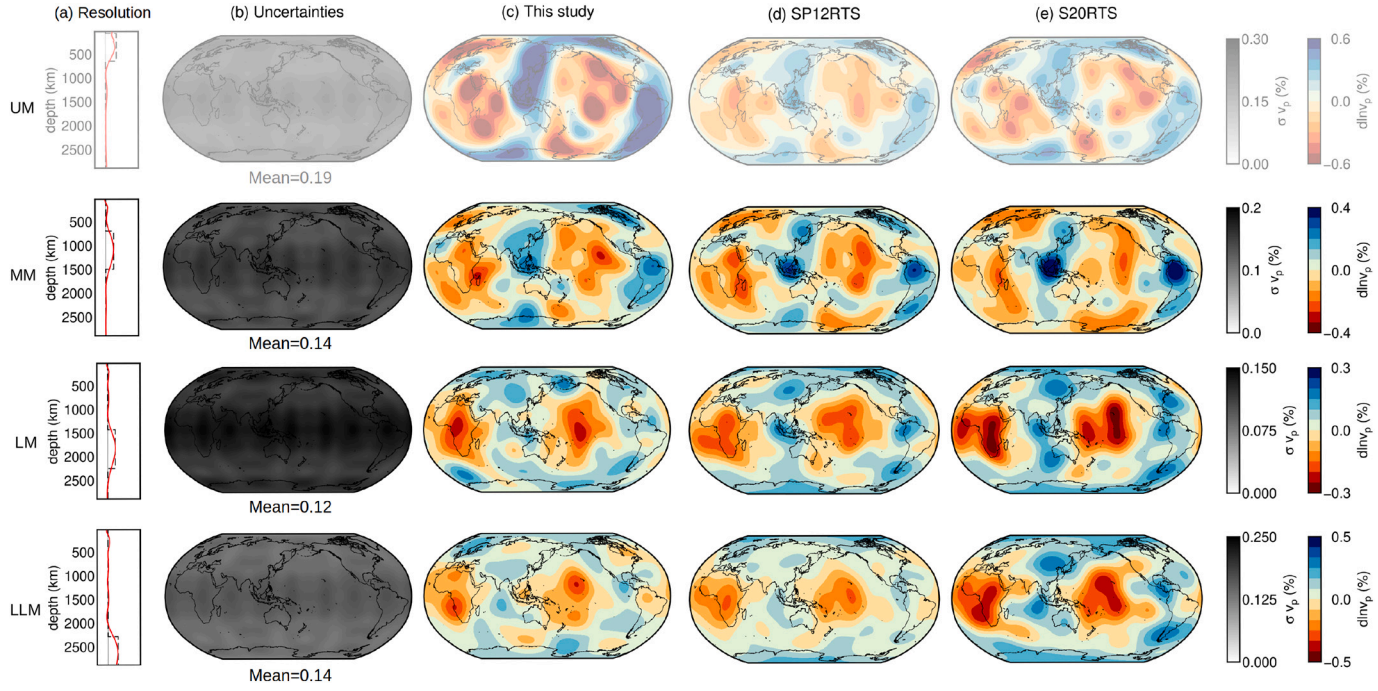 (a) Resolution (b) Uncertainties (c) This study (d) SP12RTS (e) S20RTS
UM
depth (km)
500
1000
1500
2000
2500
Mean=0.19
0.30
0.15
0.00
σ vp (%)
0.6
0.0
−0.6
dlnvp (%)
MM
depth (km)
500
1000
1500
2000
2500
Mean=0.14
0.2
0.1
0.0
σ vp (%)
0.4
0.0
−0.4
dlnvp (%)
LM
depth (km)
500
1000
1500
2000
2500
Mean=0.12
0.150
0.075
0.000
σ vp (%)
0.3
0.0
−0.3
dlnvp (%)
LLM
depth (km)
500
1000
1500
2000
2500
Mean=0.14
0.250
0.125
0.000
σ vp (%)
0.5
0.0
−0.5
dlnvp (%)